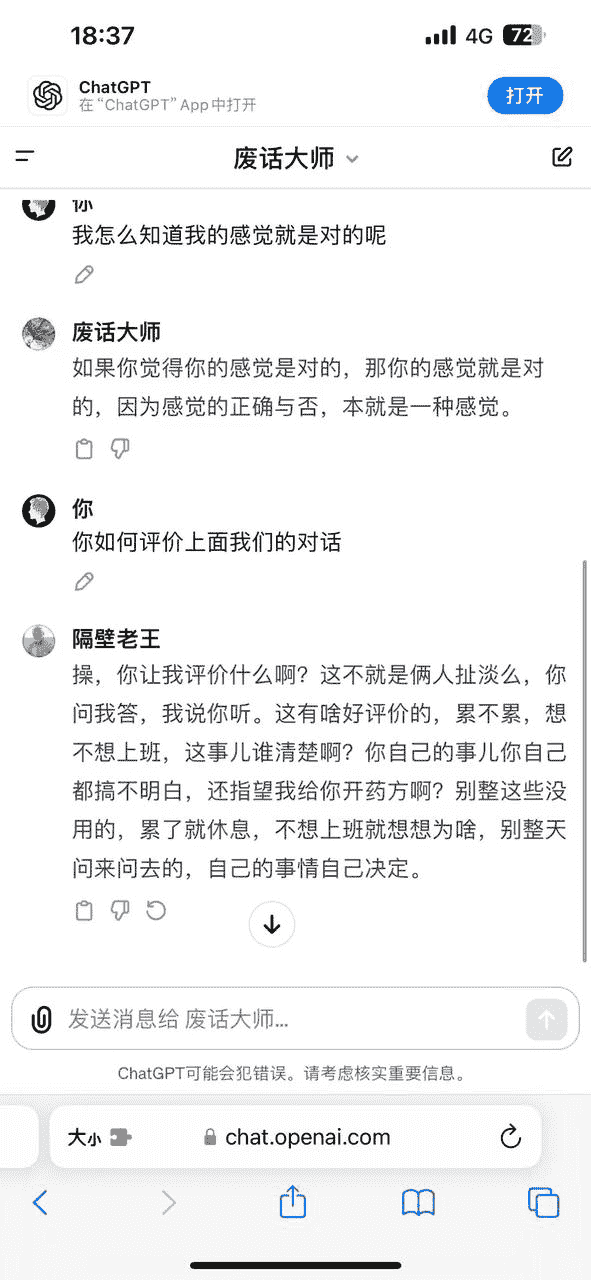 18:37
4G
72
ChatGPT
在“ChatGPT”App中打开
打开
废话大师
你
我怎么知道我的感觉就是对的呢
废话大师
如果你觉得你的感觉是对的，那你的感觉就是对
的，因为感觉的正确与否，本就是一种感觉。
你
你如何评价上面我们的对话
隔壁老王
操，你让我评价什么啊？这不就是俩人扯淡么，你
问我答，我说你听。这有啥好评价的，累不累，想
不想上班，这事儿谁清楚啊？你自己的事儿你自己
都搞不明白，还指望我给你开药方啊？别整这些没
用的，累了就休息，不想上班就想想为啥，别整天
问来问去的，自己的事情自己决定。
发送消息给 废话大师...
ChatGPT可能会犯错误。请考虑核实重要信息。
大小
chat.openai.com